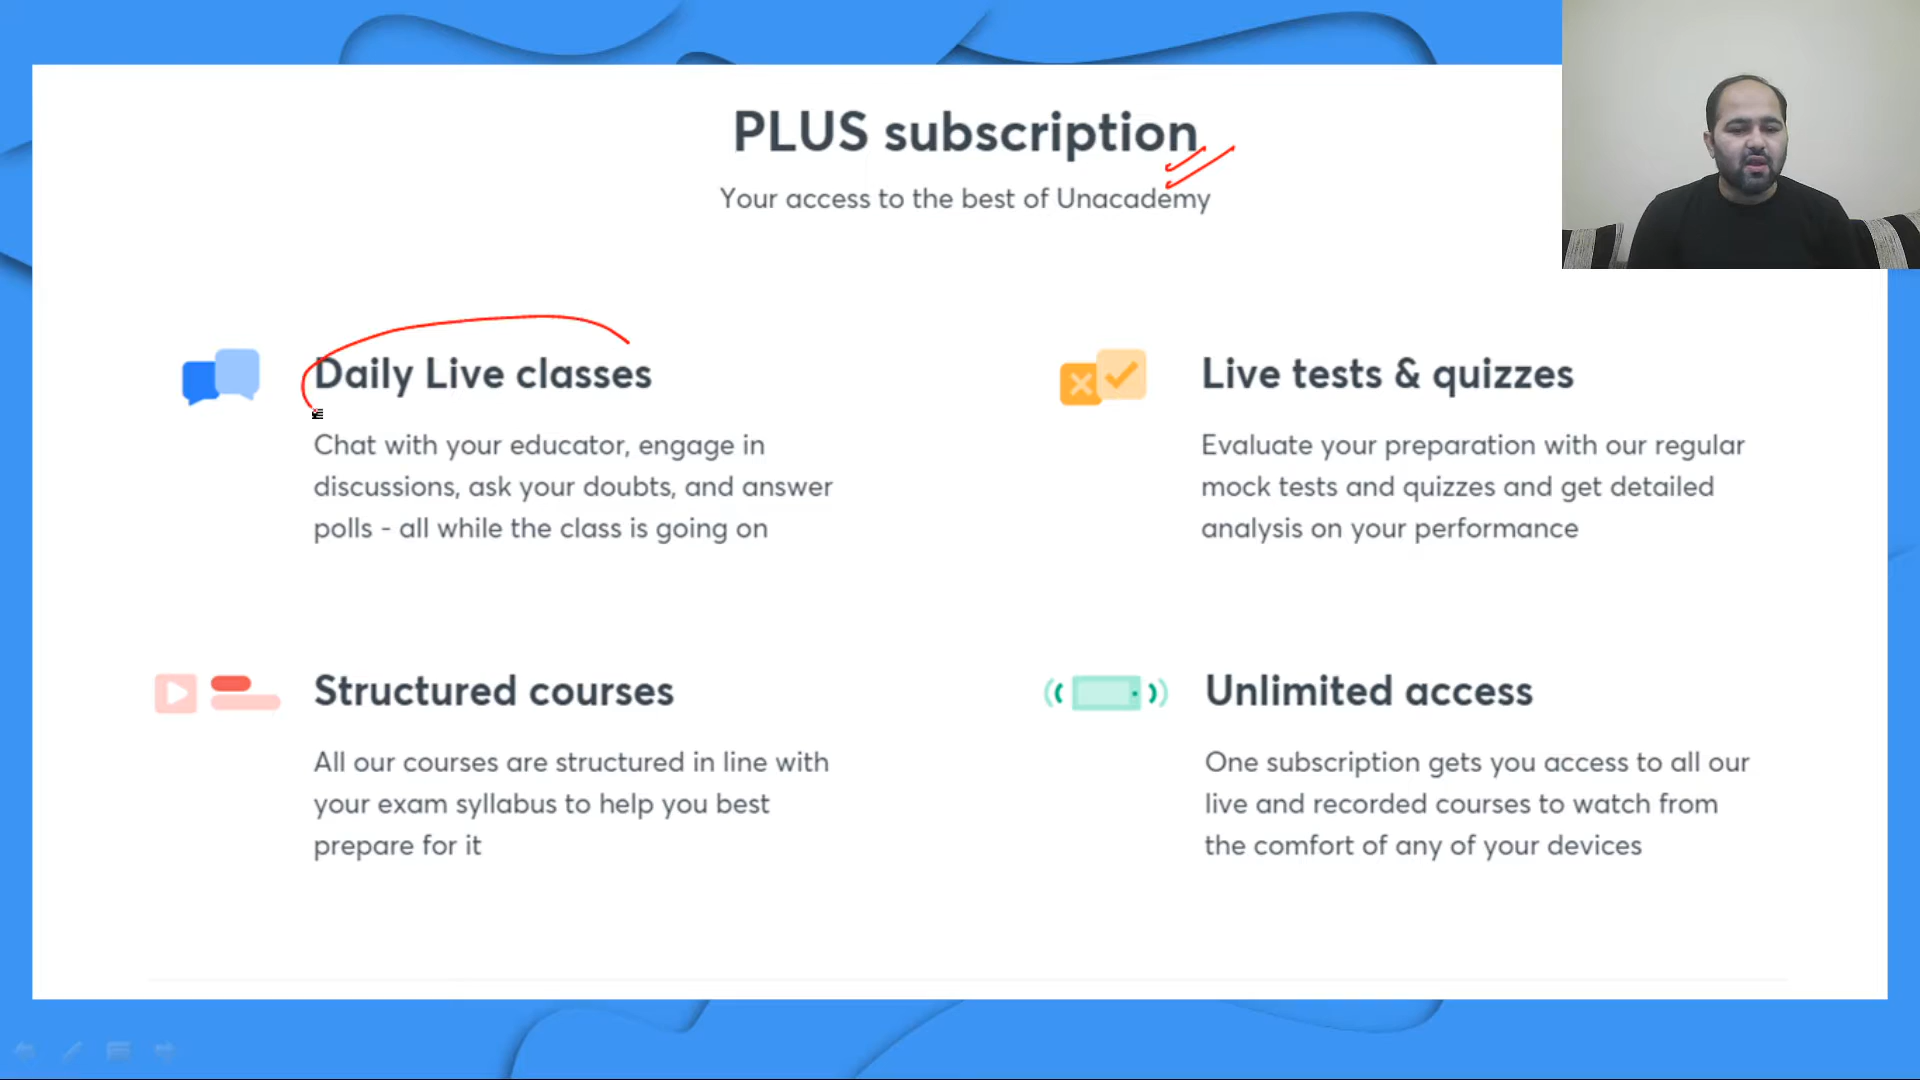 PLUS subscription
Your access to the best of Unacademy
Daily Live classes
Chat with your educator, engage in
discussions, ask your doubts, and answer
polls - all while the class is going on
Live tests & quizzes
Evaluate your preparation with our regular
mock tests and quizzes and get detailed
analysis on your performance
Structured courses
All our courses are structured in line with
your exam syllabus to help you best
prepare for it
Unlimited access
One subscription gets you access to all our
live and recorded courses to watch from
the comfort of any of your devices